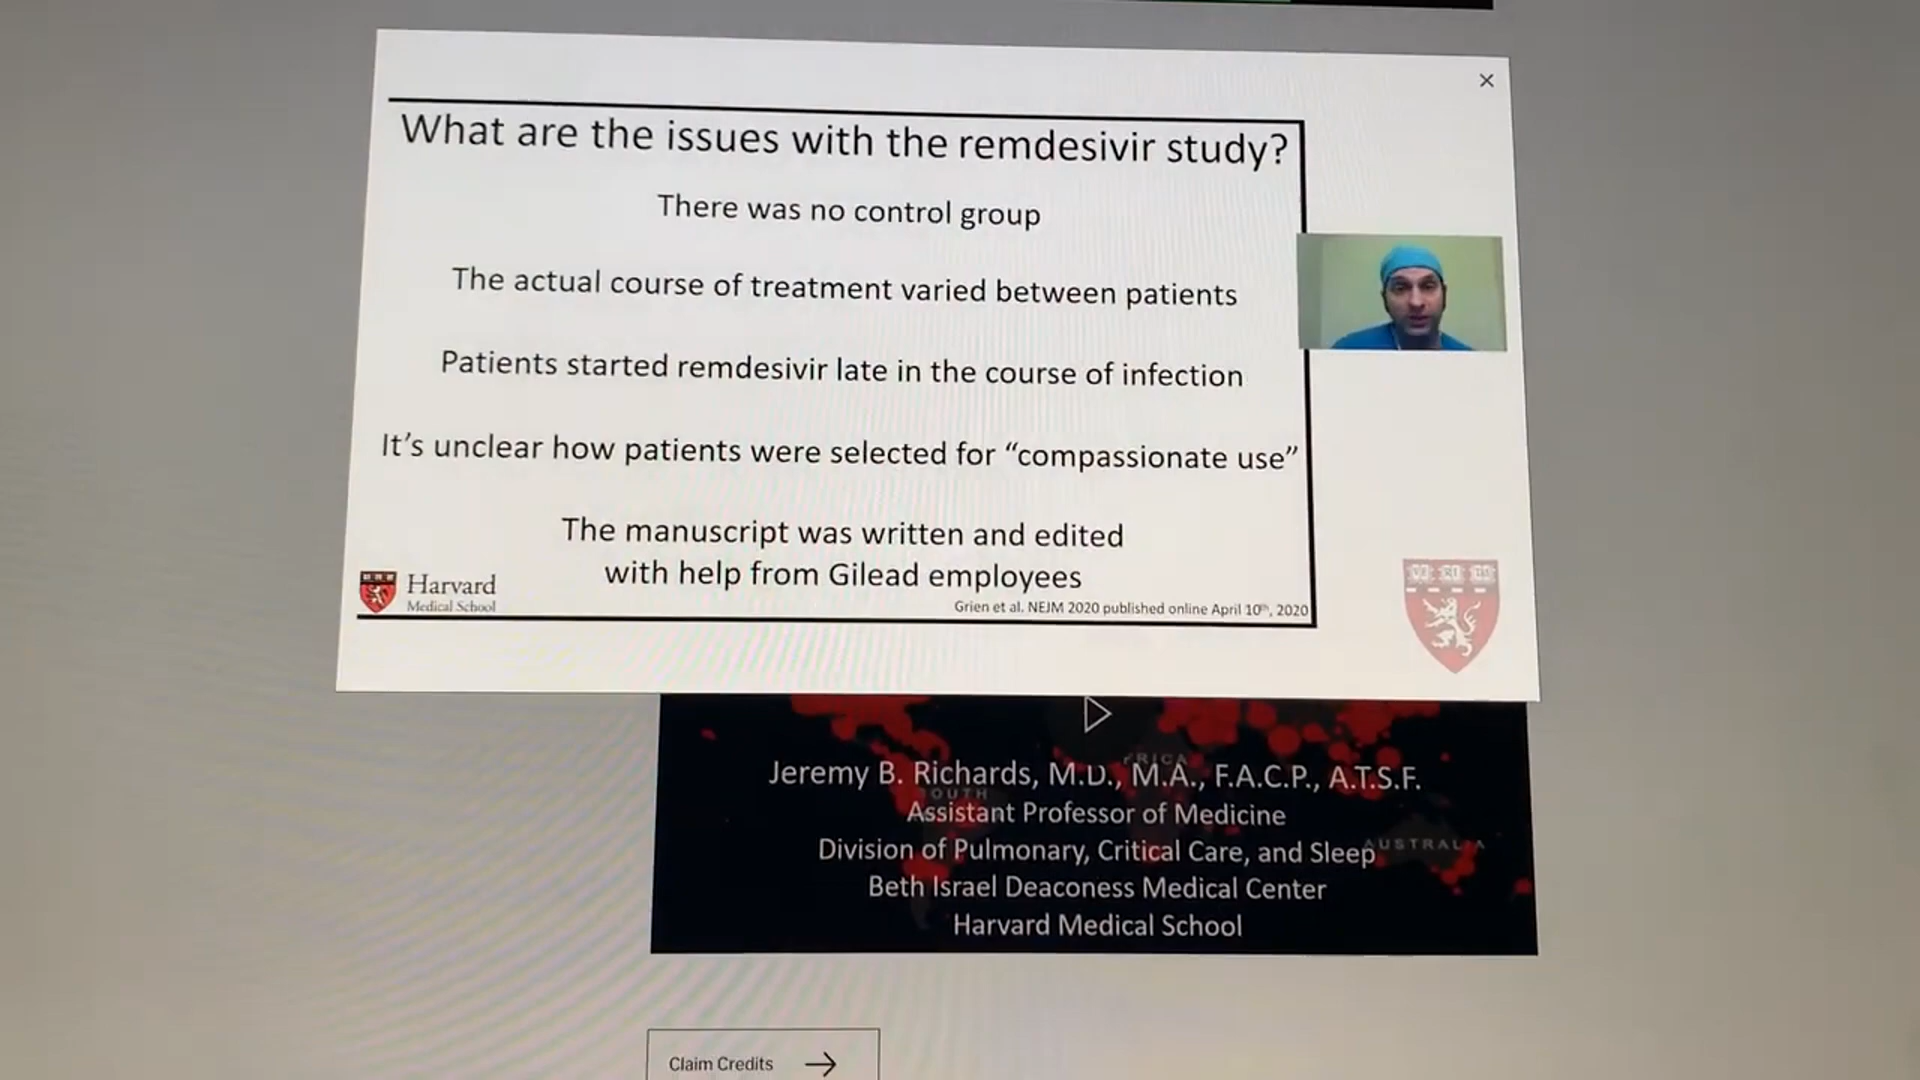 What are the issues with the remdesivir study?
There was no control group
The actual course of treatment varied between patients
Patients started remdesivir late in the course of infection
It's unclear how patients were selected for “compassionate use”
The manuscript was written and edited
with help from Gilead employees
Harvard
Medical School
Grien et al. NEJM 2020 published online April 10th, 2020
Jeremy B. Richards, M.D., M.A., F.A.C.P., A.T.S.F.
Assistant Professor of Medicine
Division of Pulmonary, Critical Care, and Sleep
AUSTRALIA
Beth Israel Deaconess Medical Center
Harvard Medical School
Claim Credits